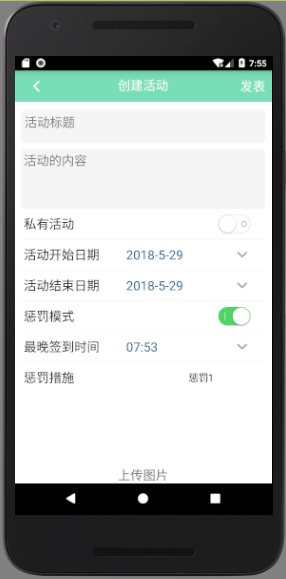 7:55
创建活动 发表
活动标题
活动的内容
私有活动
活动开始日期 2018-5-29
活动结束日期 2018-5-29
惩罚模式
最晚签到时间 07:53
惩罚措施 惩罚1
上传图片